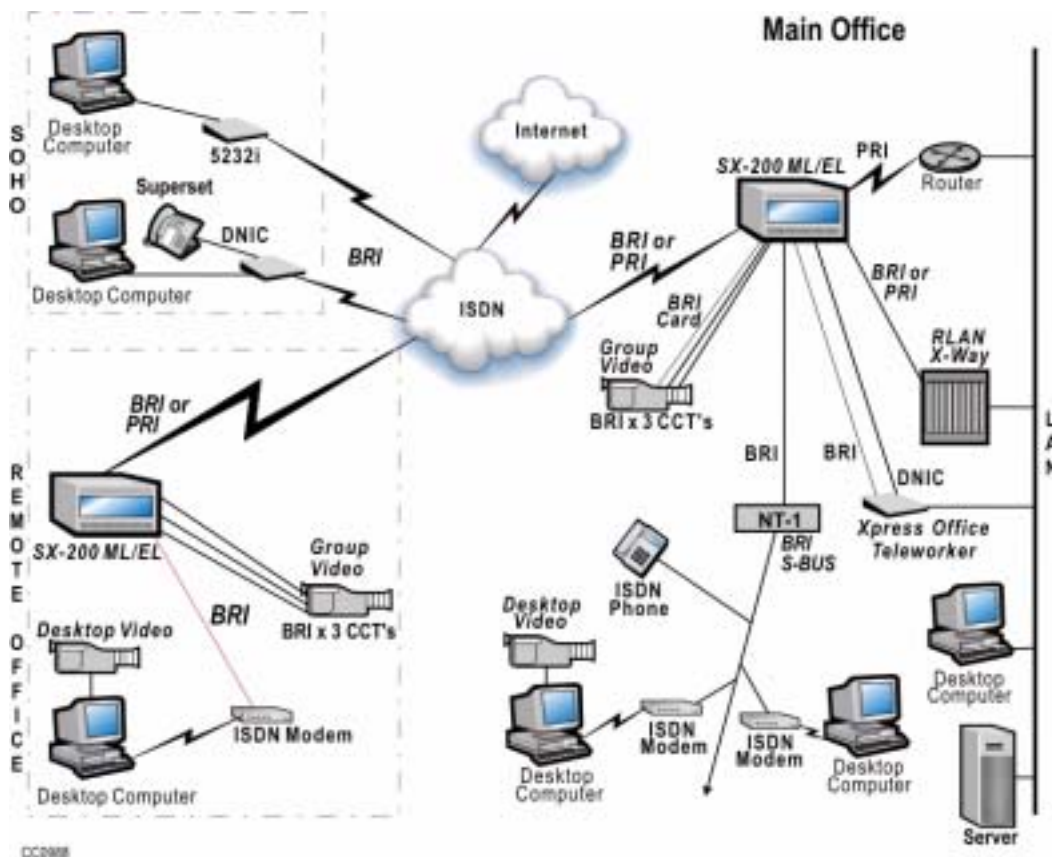 Main Office
SOHO
Desktop
Computer
5232i
Superset
DNIC
Desktop Computer
BRI
Internet
ISDN
BRI or
PRI
SX-200 ML/EL
PRI
Router
BRI
Card
Group
Video
BRI x 3 CCT's
BRI or
PRI
RLAN
X-Way
LAN
BRI
BRI
DNIC
Xpress Office
Teleworker
NT-1
BRI
S-BUS
ISDN
Phone
Desktop
Video
ISDN
Modem
ISDN
Modem
Desktop
Computer
Desktop
Computer
Desktop
Computer
Server
REMOTE OFFICE
BRI or
PRI
SX-200 ML/EL
Group
Video
BRI x 3 CCT's
BRI
Desktop Video
ISDN Modem
Desktop Computer